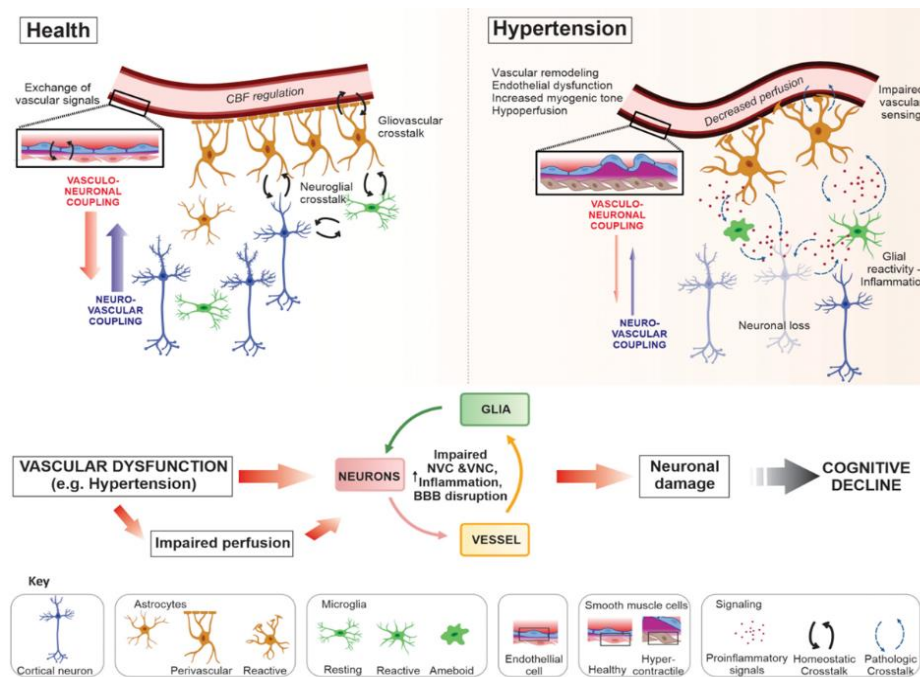 Health
Exchange of
vascular signals
CBF regulation
Gliovascular
crosstalk
Neuroglial
crosstalk
VASCULO-
NEURONAL
COUPLING
NEURO-
VASCULAR
COUPLING
Hypertension
Vascular remodeling
Endothelial dysfunction
Increased myogenic tone
Hypoperfusion
Decreased perfusion
Impaired
vascular
sensing
VASCULO-
NEURONAL
COUPLING
NEURO-
VASCULAR
COUPLING
Glial
reactivity -
Inflammatio
Neuronal loss
VASCULAR DYSFUNCTION
(e.g. Hypertension)
Impaired perfusion
GLIA
NEURONS
Impaired
NVC &VNC,
↑Inflammation,
BBB disruption
VESSEL
Neuronal
damage
COGNITIVE
DECLINE
Key
Cortical neuron
Astrocytes
Perivascular
Reactive
Microglia
Resting
Reactive
Ameboid
Endothellial
cell
Smooth muscle cells
Healthy
Hyper-
contractile
Signaling
Proinflammatory
signals
Homeostatic
Crosstalk
Pathologic
Crosstalk